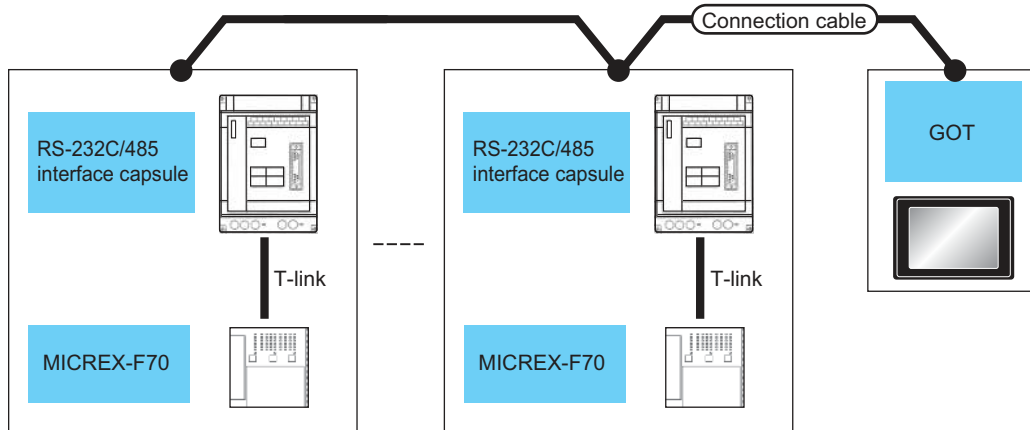 Connection cable
RS-232C/485
interface capsule
T-link
MICREX-F70
RS-232C/485
interface capsule
T-link
MICREX-F70
GOT